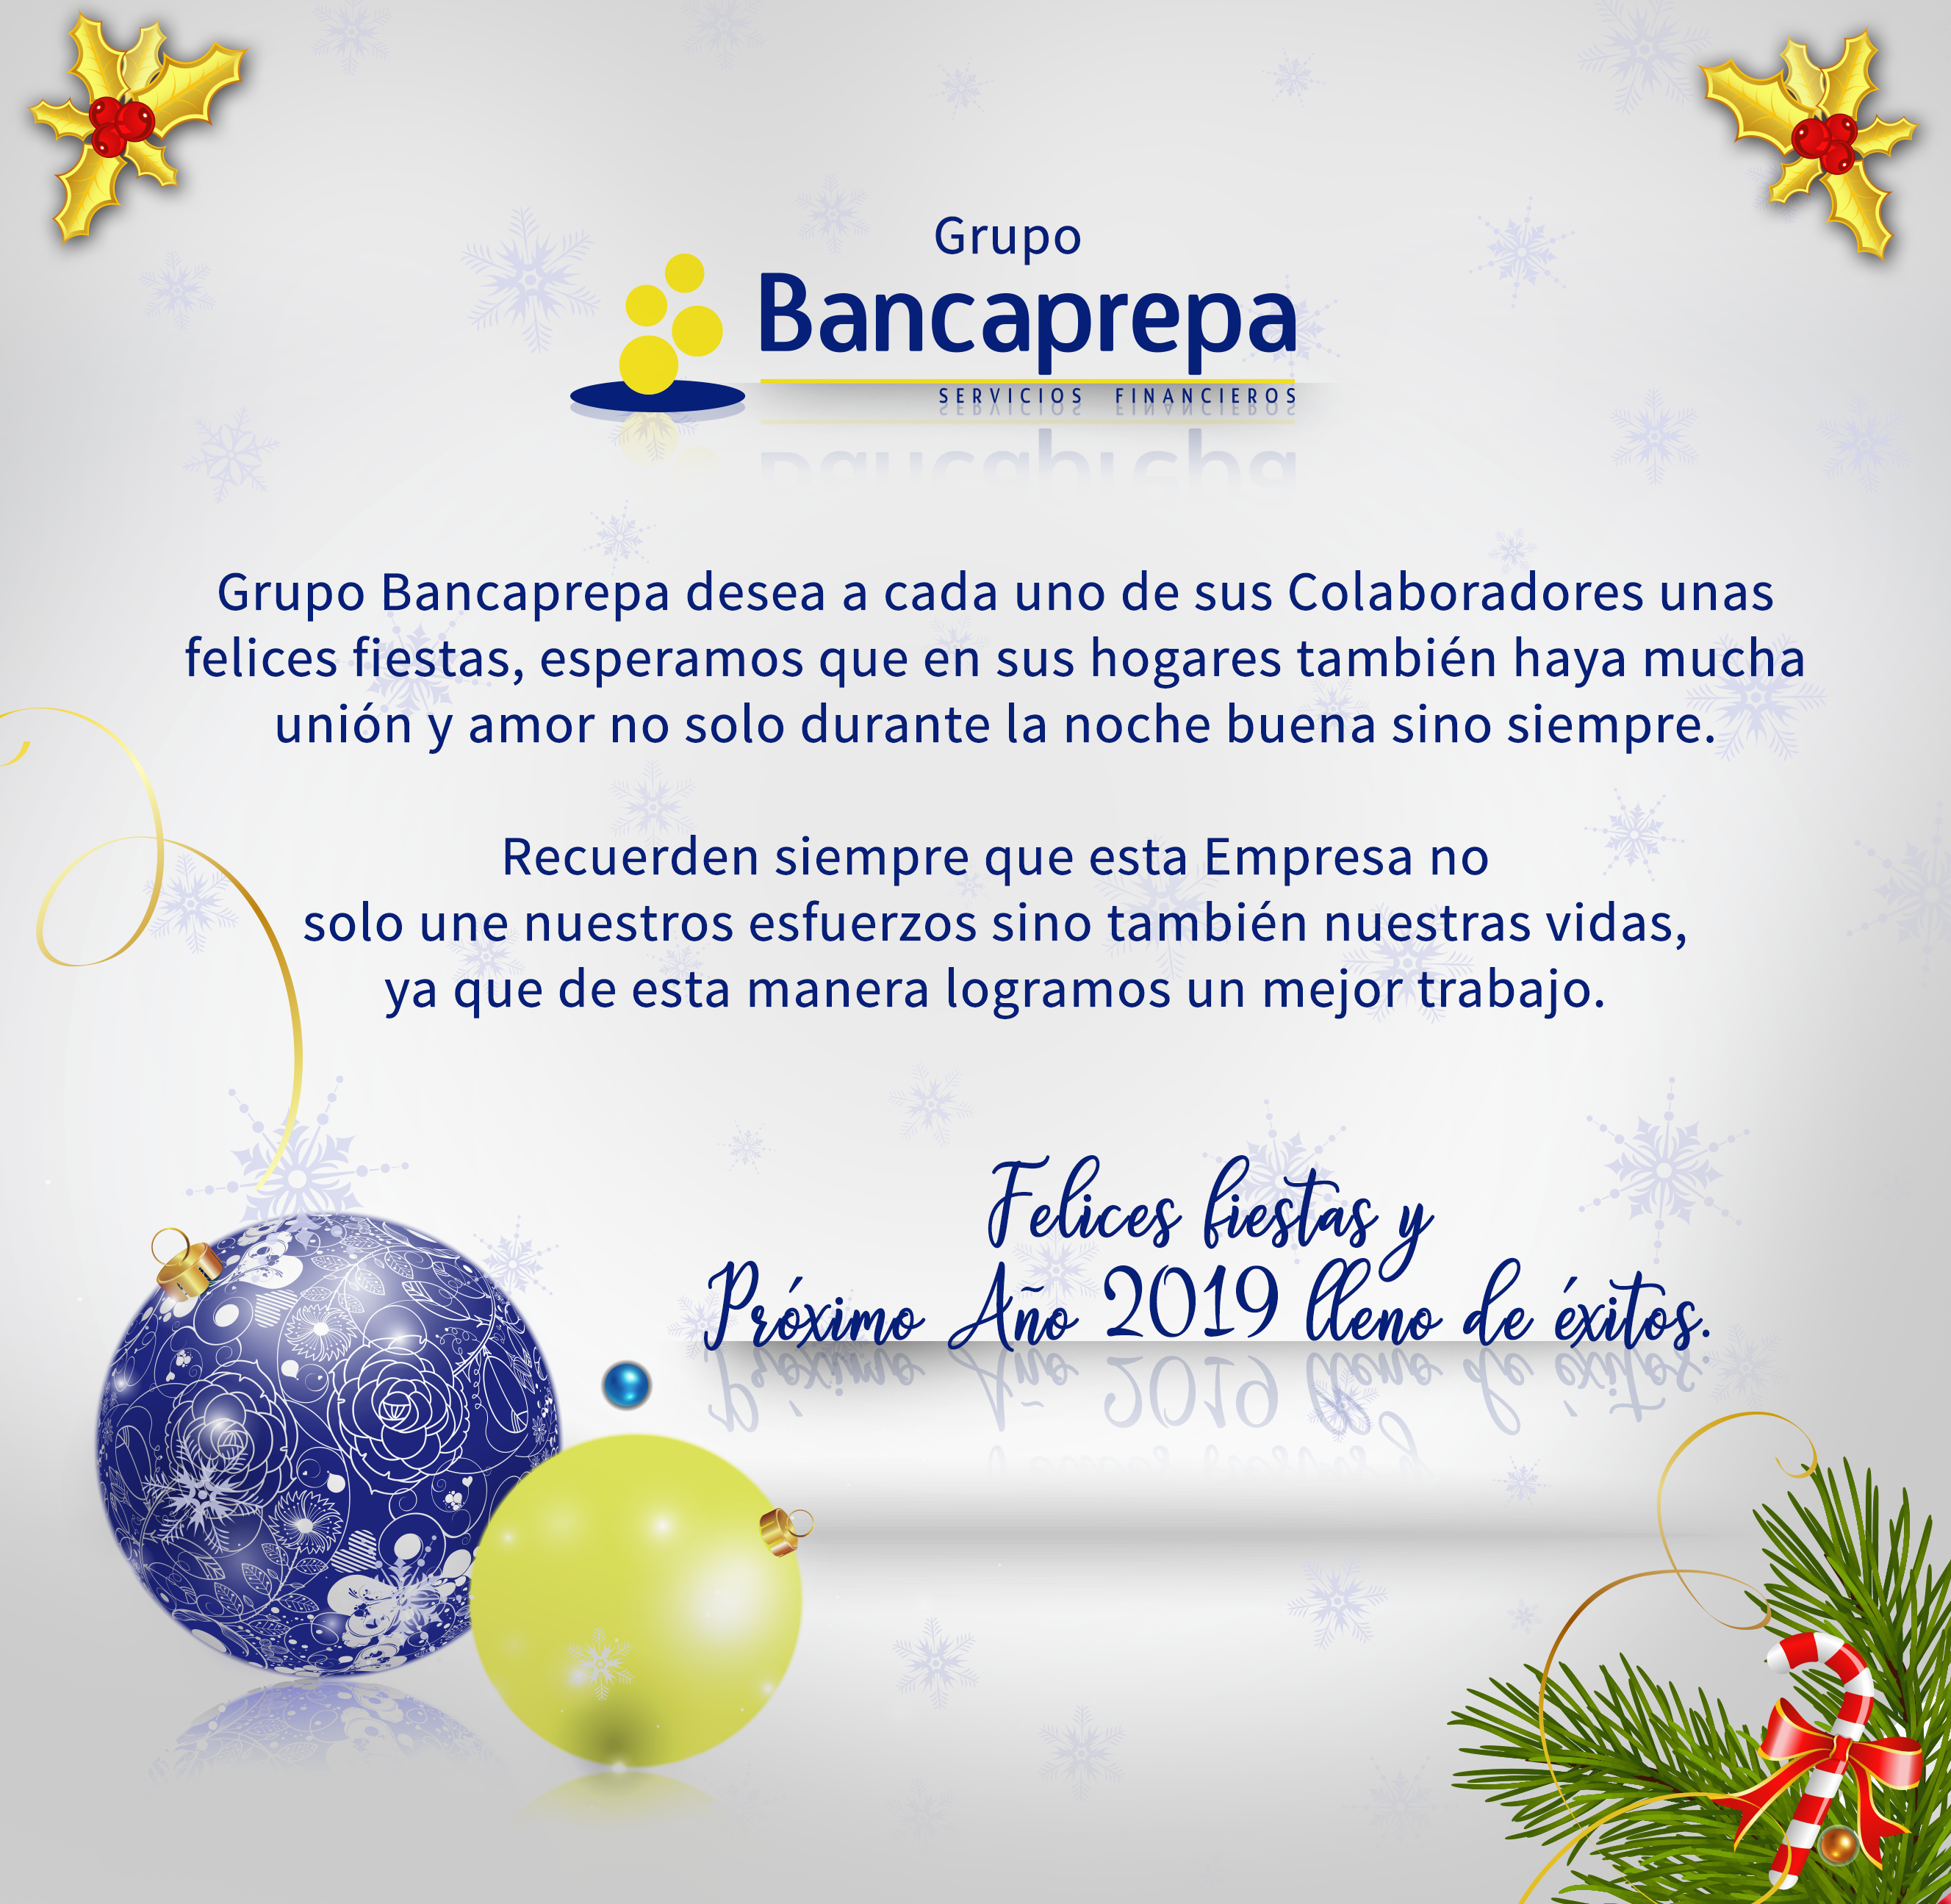 Grupo
Bancaprepa
SERVICIOS FINANCIEROS
Grupo Bancaprepa desea a cada uno de sus Colaboradores unas
felices fiestas, esperamos que en sus hogares también haya mucha
unión y amor no solo durante la noche buena sino siempre.
Recuerden siempre que esta Empresa no
solo une nuestros esfuerzos sino también nuestras vidas,
ya que de esta manera logramos un mejor trabajo.
Felices fiestas y
Próximo Año 2019 lleno de éxitos.